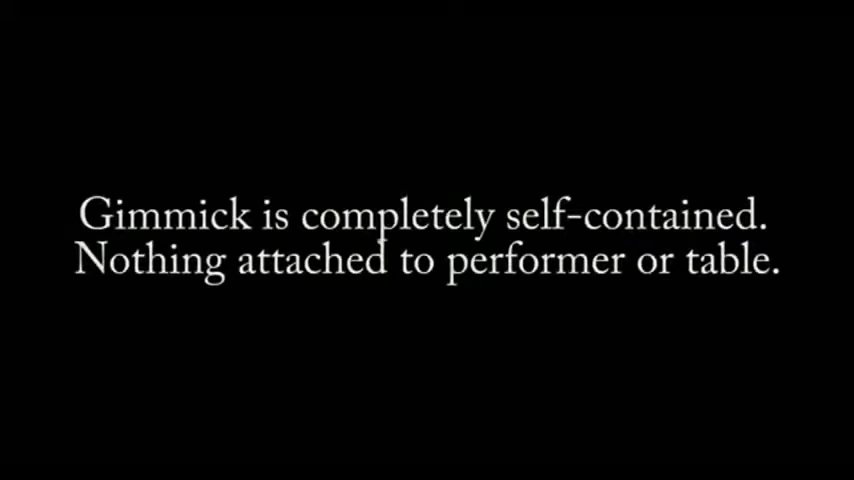 Gimmick is completely self-contained.
Nothing attached to performer or table.